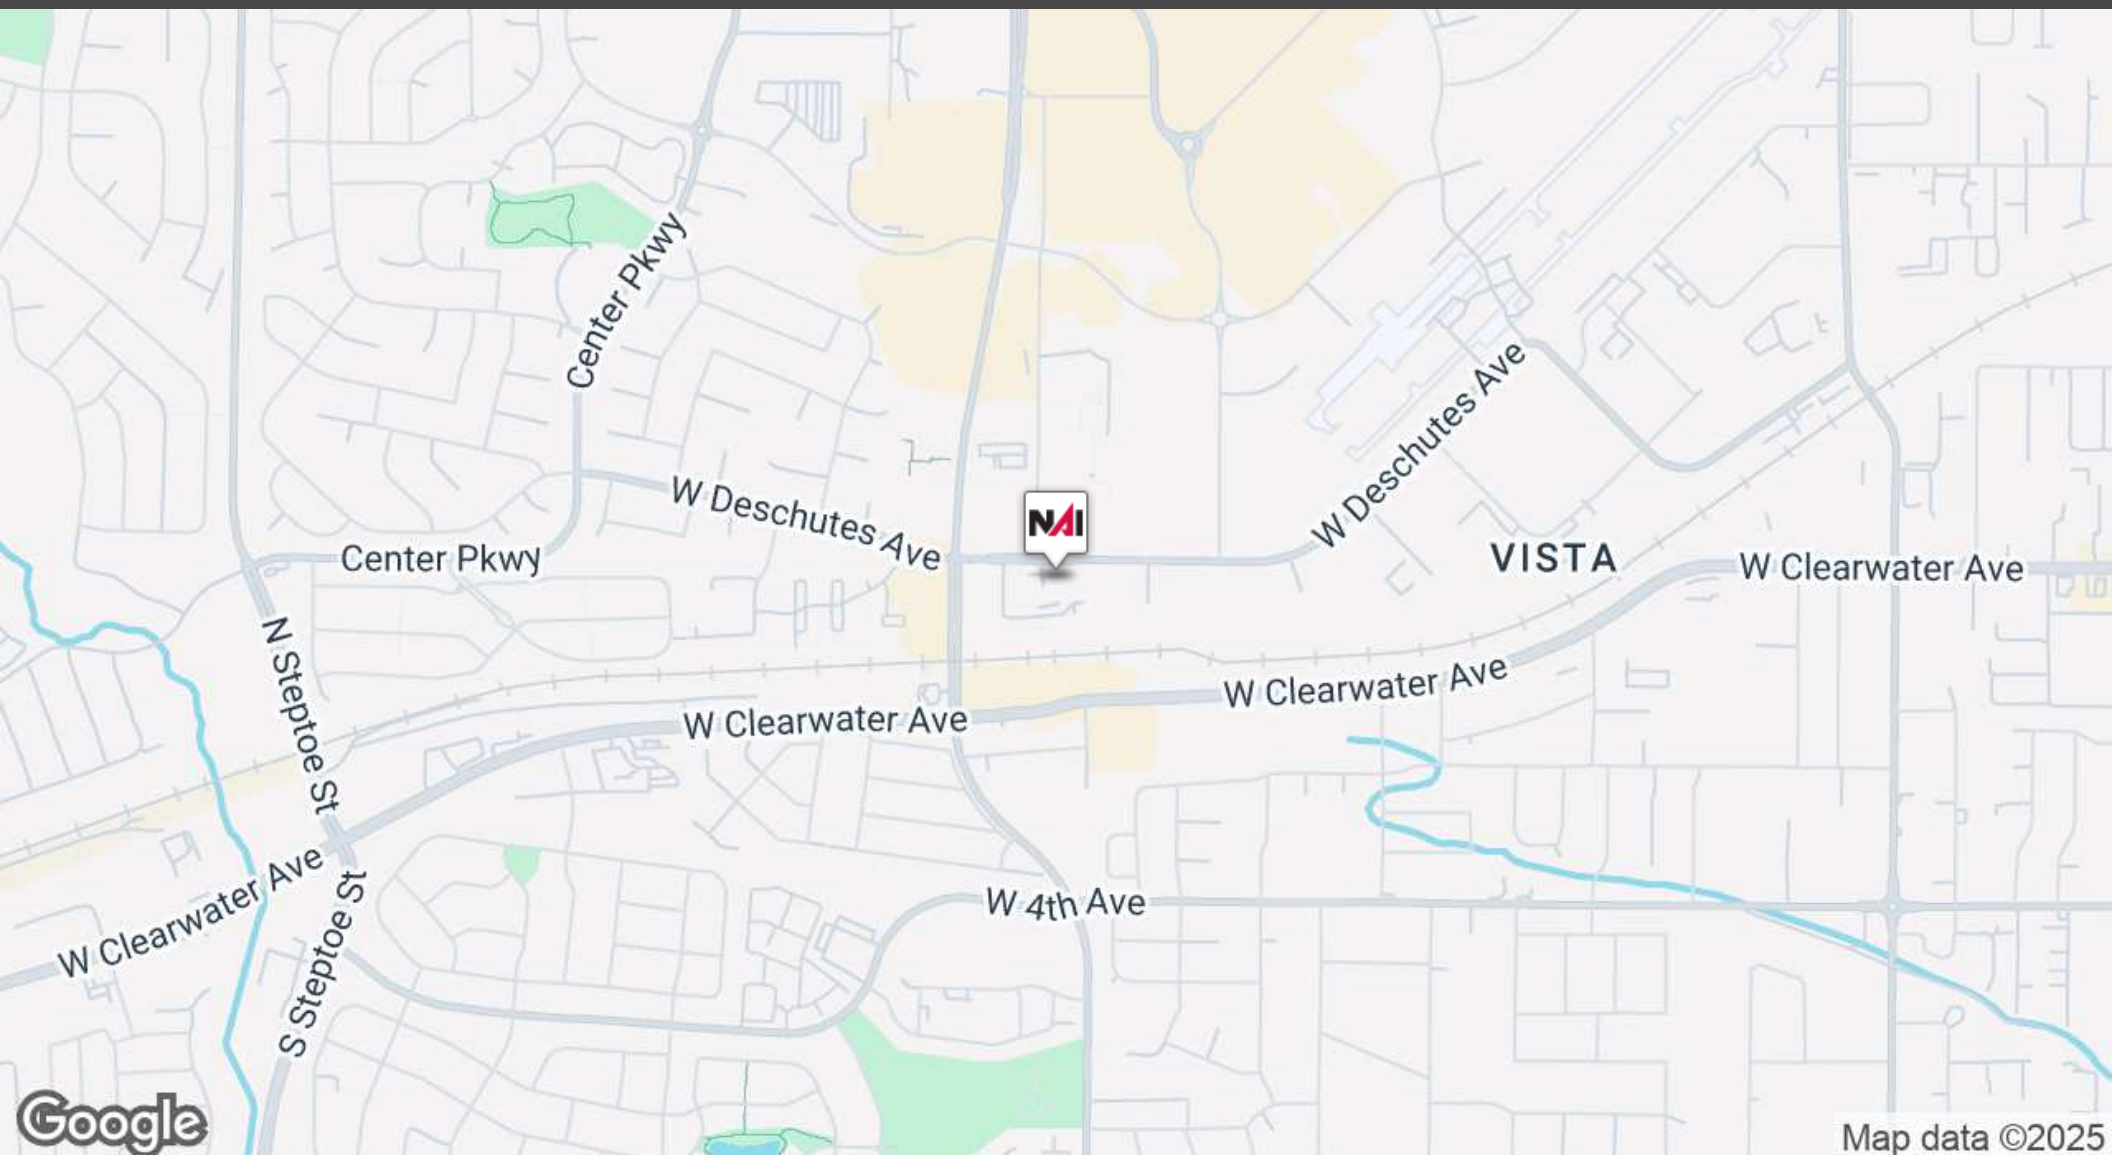 Center Pkwy
W Deschutes Ave
W Deschutes Ave
NAI
Center Pkwy
VISTA
W Clearwater Ave
N Steptoe St
W Clearwater Ave
W Clearwater Ave
W Clearwater Ave
S Steptoe St
W 4th Ave
Google
Map data ©2025